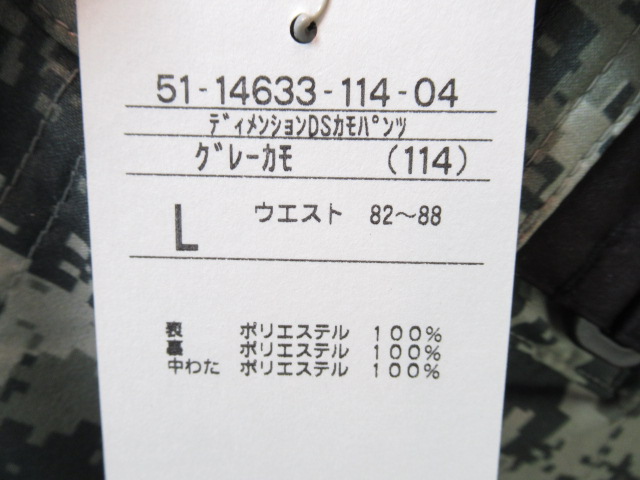 51-14633-114-04
ﾃﾞｨﾒﾝｼｮﾝDSｶﾓﾊﾟﾝﾂ
ｸﾞﾚｰｶﾓ (114)
L ウエスト 82～88
表 ポリエステル 100%
裏 ポリエステル 100%
中わた ポリエステル 100%